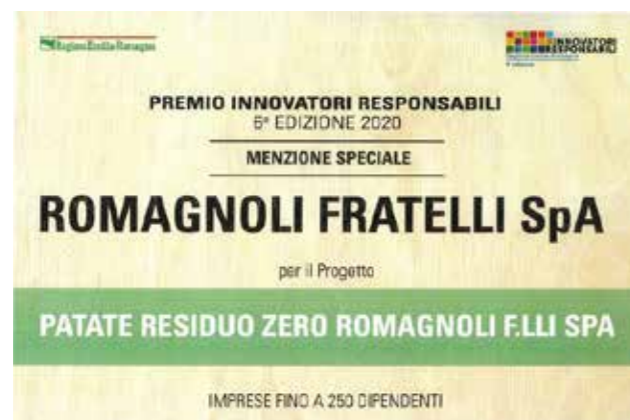 Regione Emilia-Romagna
INNOVATORI
RESPONSABILI
PREMIO INNOVATORI RESPONSABILI
6ª EDIZIONE 2020
MENZIONE SPECIALE
ROMAGNOLI FRATELLI SpA
per il Progetto
PATATE RESIDUO ZERO ROMAGNOLI F.LLI SPA
IMPRESE FINO A 250 DIPENDENTI